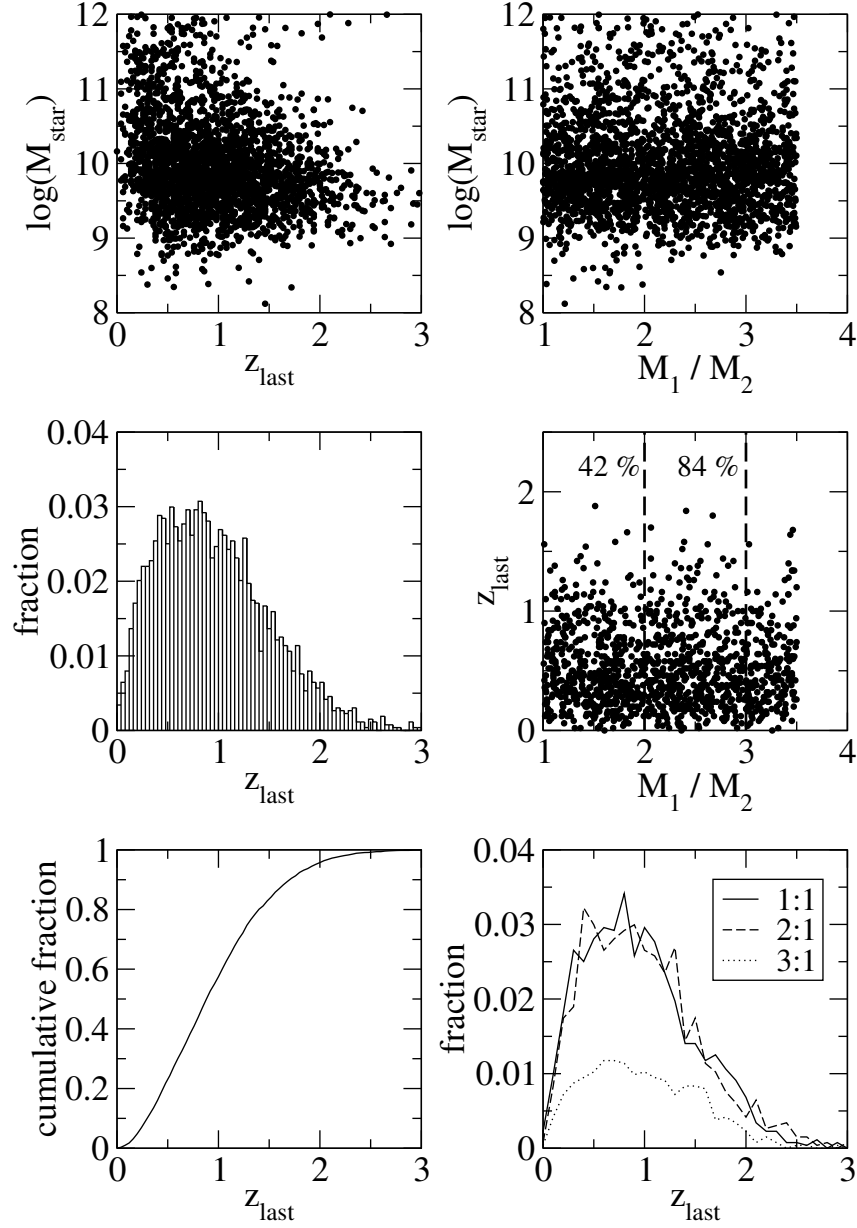 12
11
10
9
8
log(M_star)
0 1 2 3
z_last
12
11
10
9
8
log(M_star)
1 2 3 4
M_1 / M_2
0.04
0.03
0.02
0.01
0
fraction
0 1 2 3
z_last
42 %
84 %
2
1
0
z_last
1 2 3 4
M_1 / M_2
1
0.8
0.6
0.4
0.2
0
cumulative fraction
0 1 2 3
z_last
0.04
0.03
0.02
0.01
0
fraction
1:1
2:1
3:1
0 1 2 3
z_last